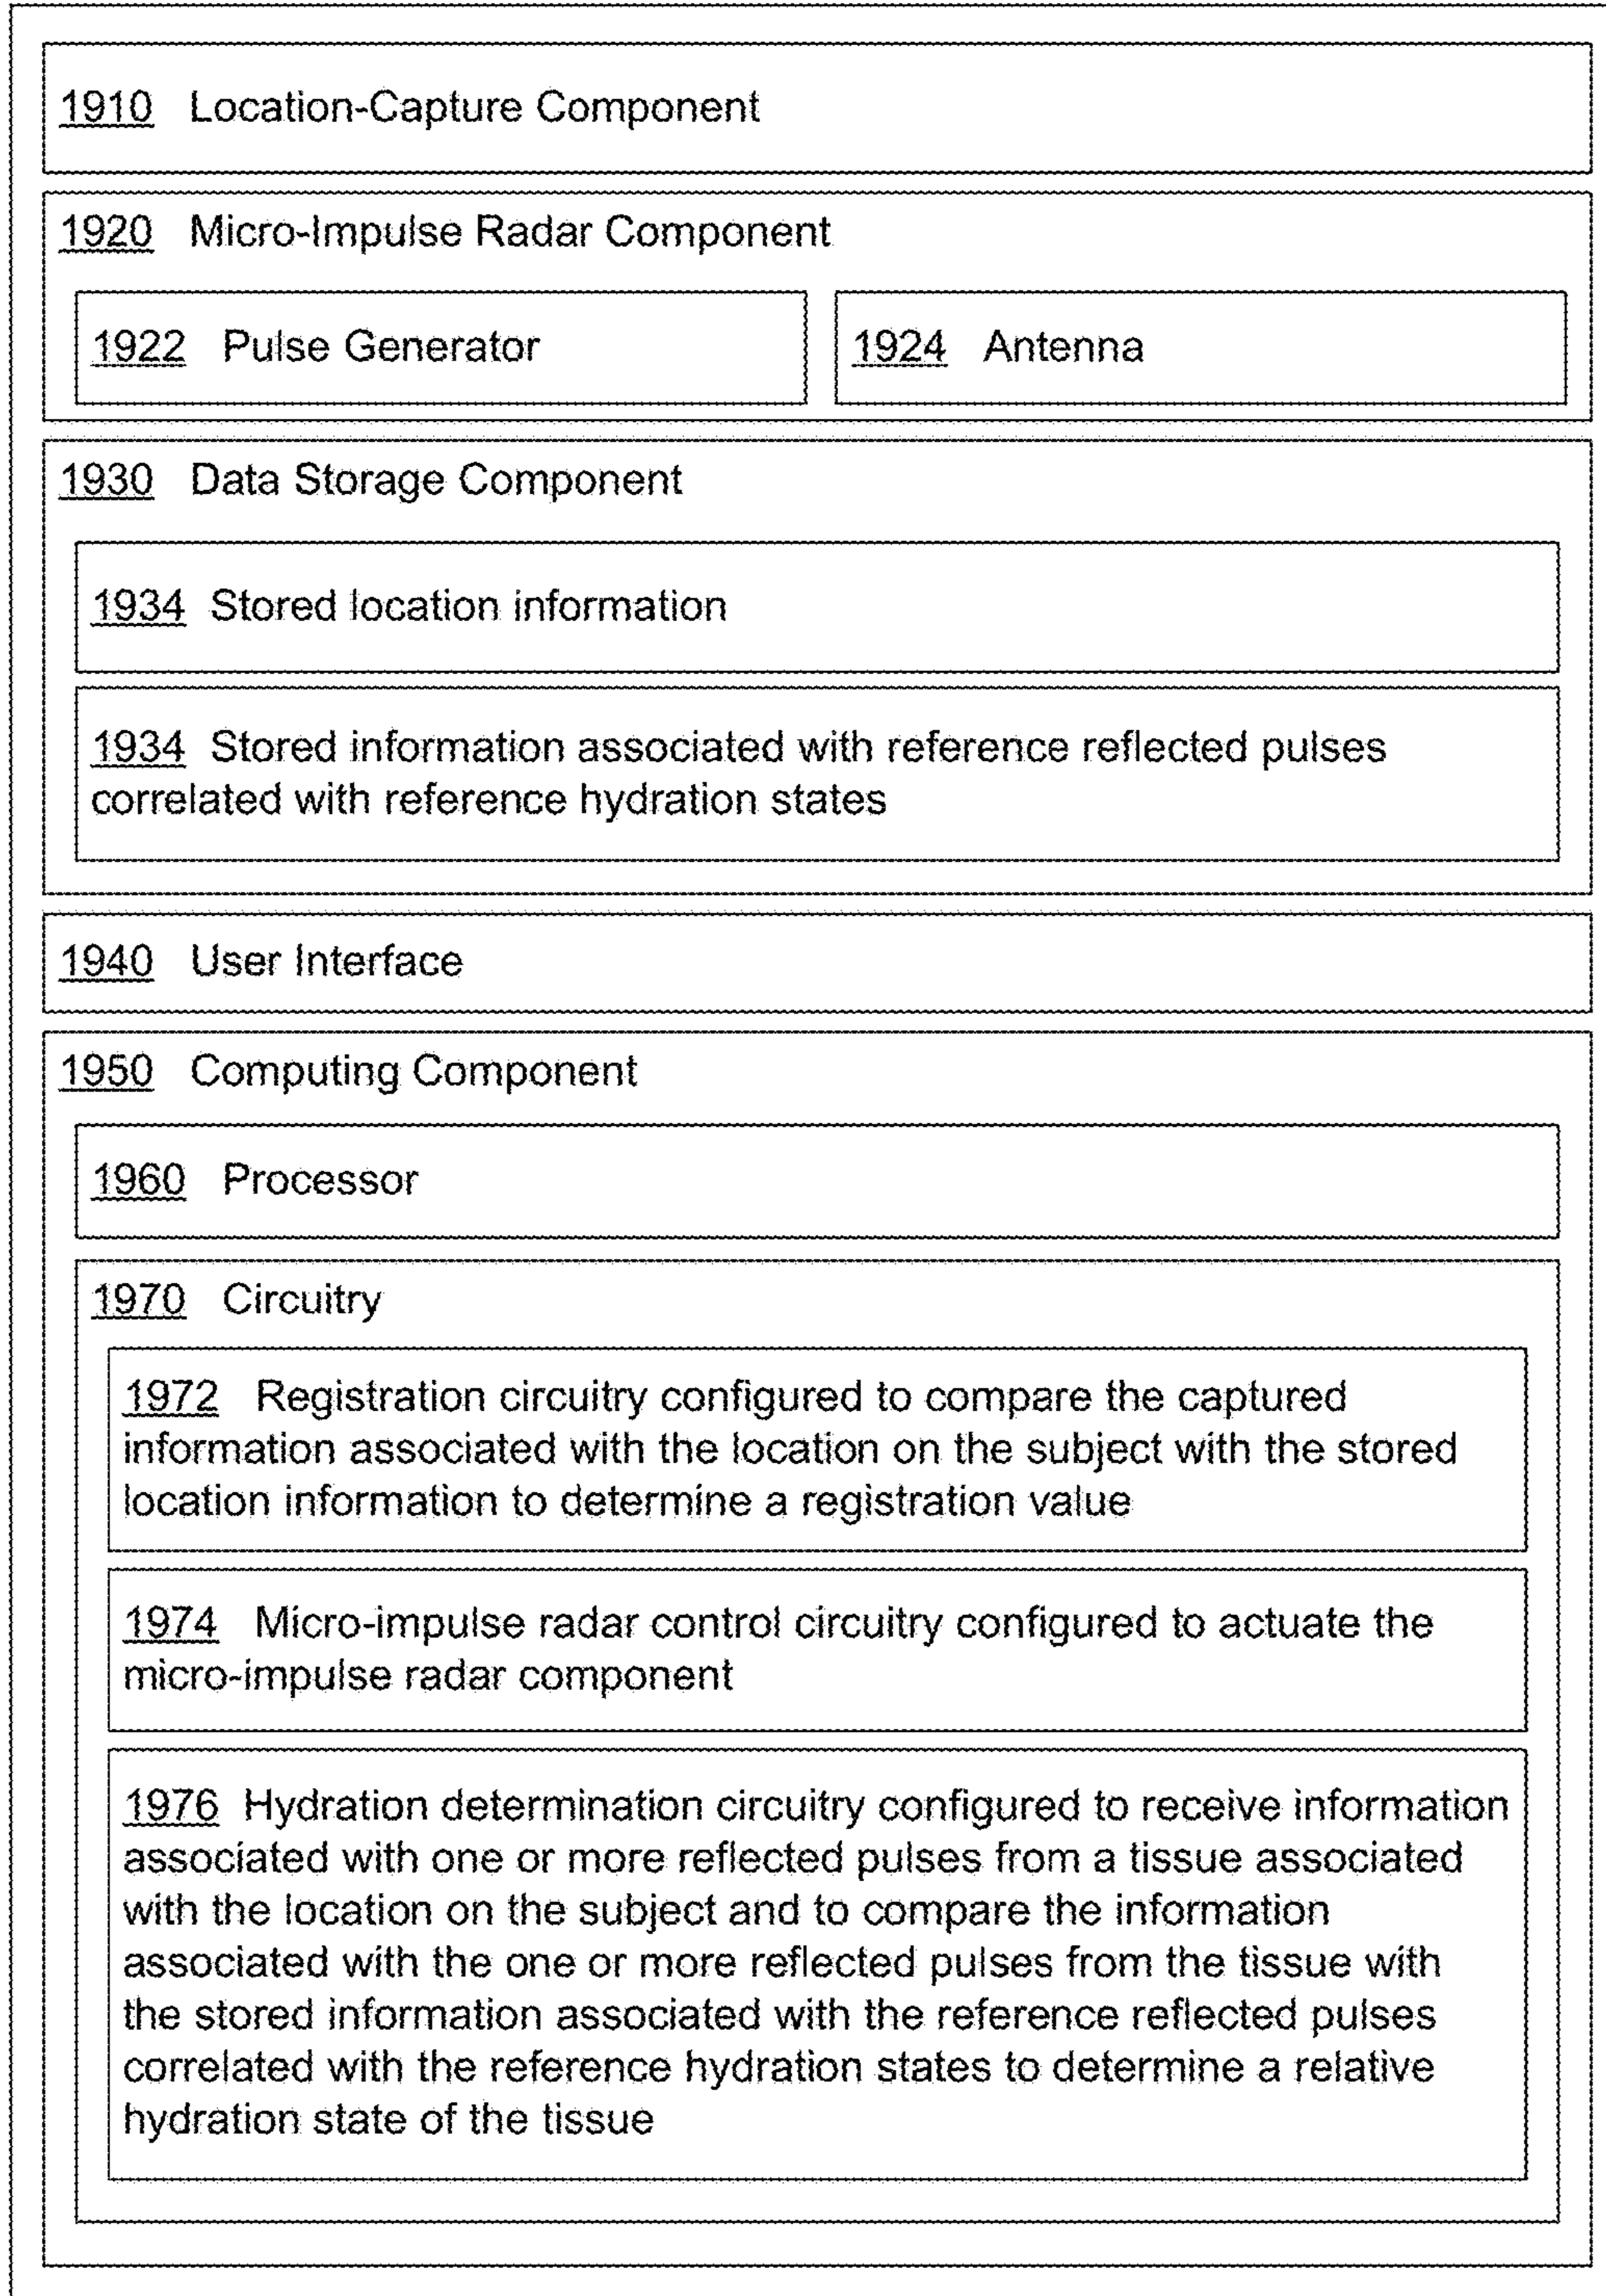 1910 Location-Capture Component
1920 Micro-Impulse Radar Component
1922 Pulse Generator
1924 Antenna
1930 Data Storage Component
1934 Stored location information
1934 Stored information associated with reference reflected pulses
correlated with reference hydration states
1940 User Interface
1950 Computing Component
1960 Processor
1970 Circuitry
1972 Registration circuitry configured to compare the captured
information associated with the location on the subject with the stored
location information to determine a registration value
1974 Micro-impulse radar control circuitry configured to actuate the
micro-impulse radar component
1976 Hydration determination circuitry configured to receive information
associated with one or more reflected pulses from a tissue associated
with the location on the subject and to compare the information
associated with the one or more reflected pulses from the tissue with
the stored information associated with the reference reflected pulses
correlated with the reference hydration states to determine a relative
hydration state of the tissue